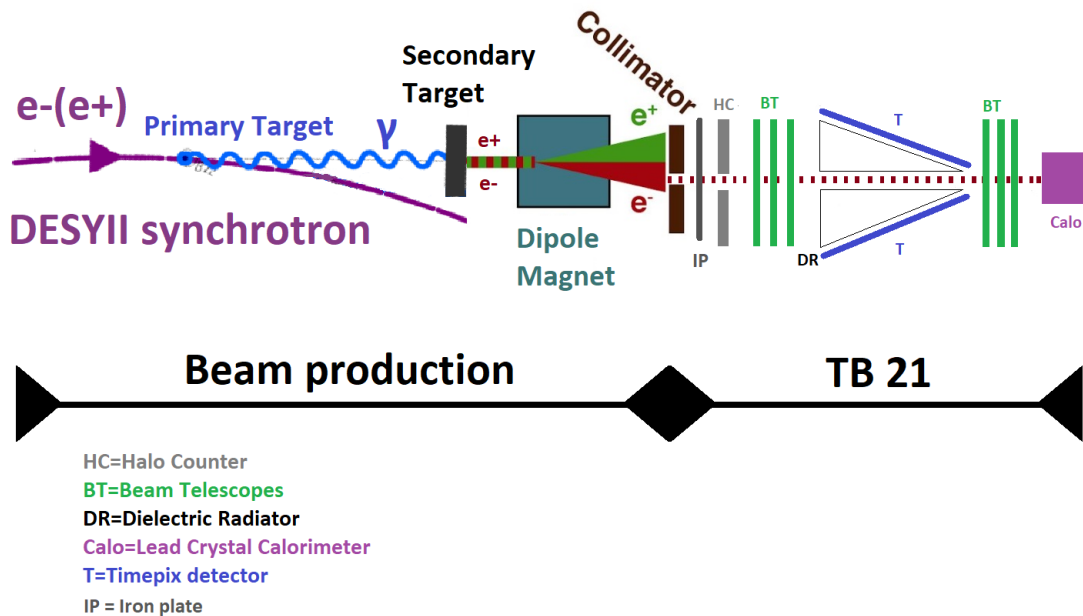 Collimator
Secondary
Target
e-(e+)
Primary Target
γ
e+
e-
e+
e-
HC
BT
T
BT
DESYII synchrotron
Dipole
Magnet
IP
DR
T
Calo
Beam production
TB 21
HC=Halo Counter
BT=Beam Telescopes
DR=Dielectric Radiator
Calo=Lead Crystal Calorimeter
T=Timepix detector
IP = Iron plate